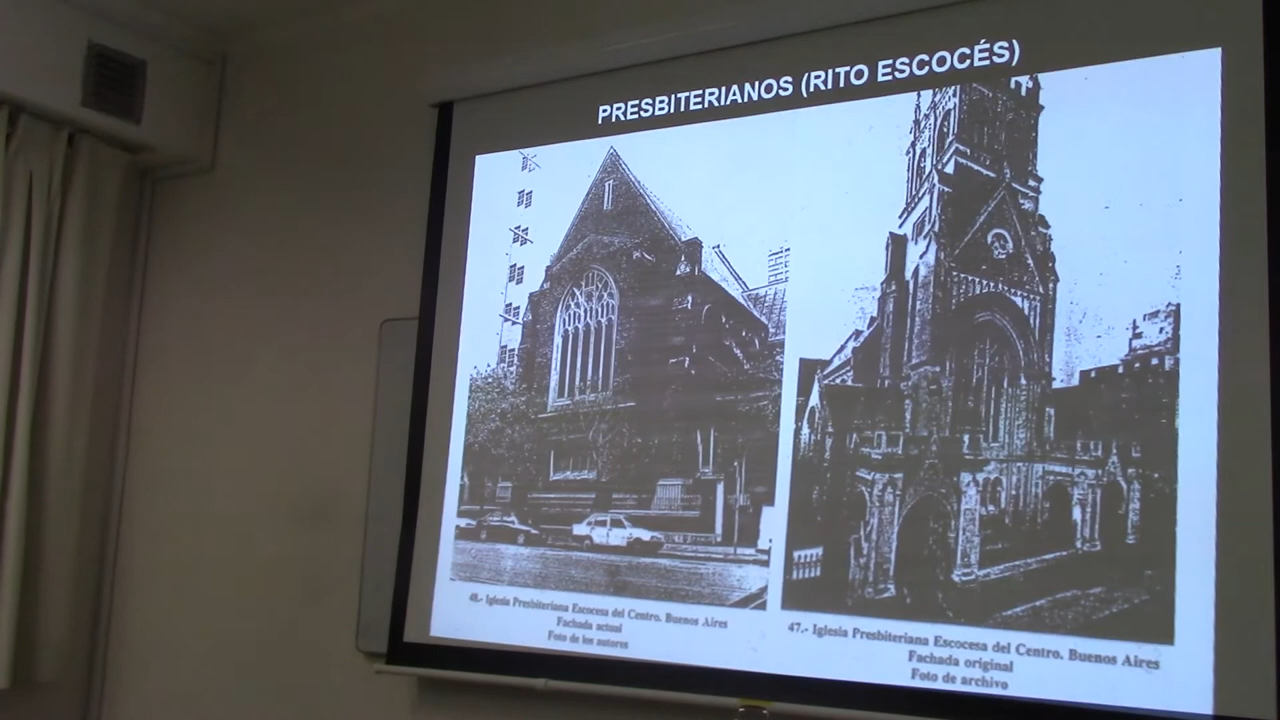 PRESBITERIANOS (RITO ESCOCÉS)
48.- Iglesia Presbiteriana Escocesa del Centro. Buenos Aires
Fachada actual
Foto de los autores
47.- Iglesia Presbiteriana Escocesa del Centro. Buenos Aires
Fachada original
Foto de archivo